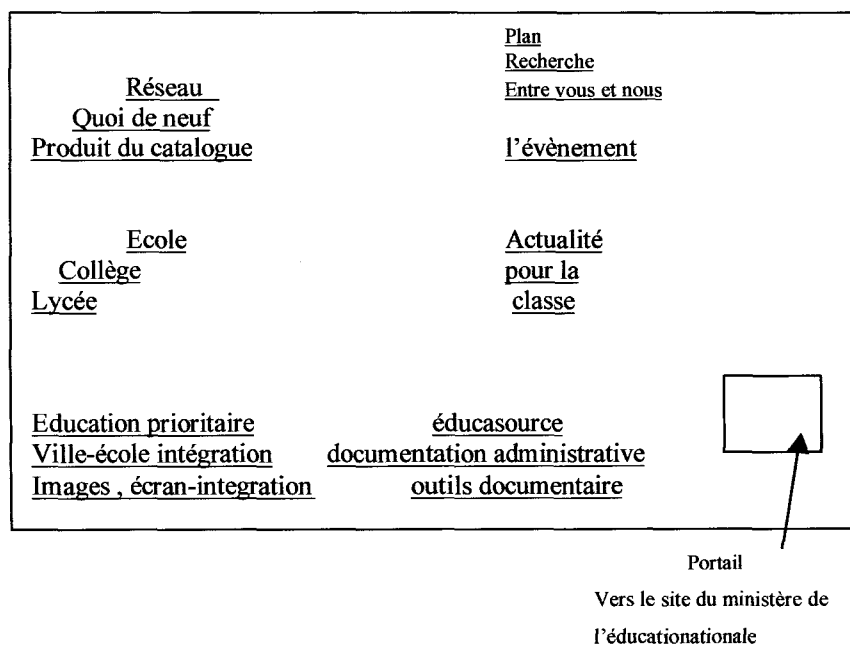 Plan
Recherche
Réseau
Entre vous et nous
Quoi de neuf
Produit du catalogue
l'évènement
Ecole
Actualité
Collège
pour la
Lycée
classe
Education prioritaire
éducasource
Ville-école intégration
documentation administrative
Images , écran-integration
outils documentaire
Portail
Vers le site du ministère de
l'éducationationale